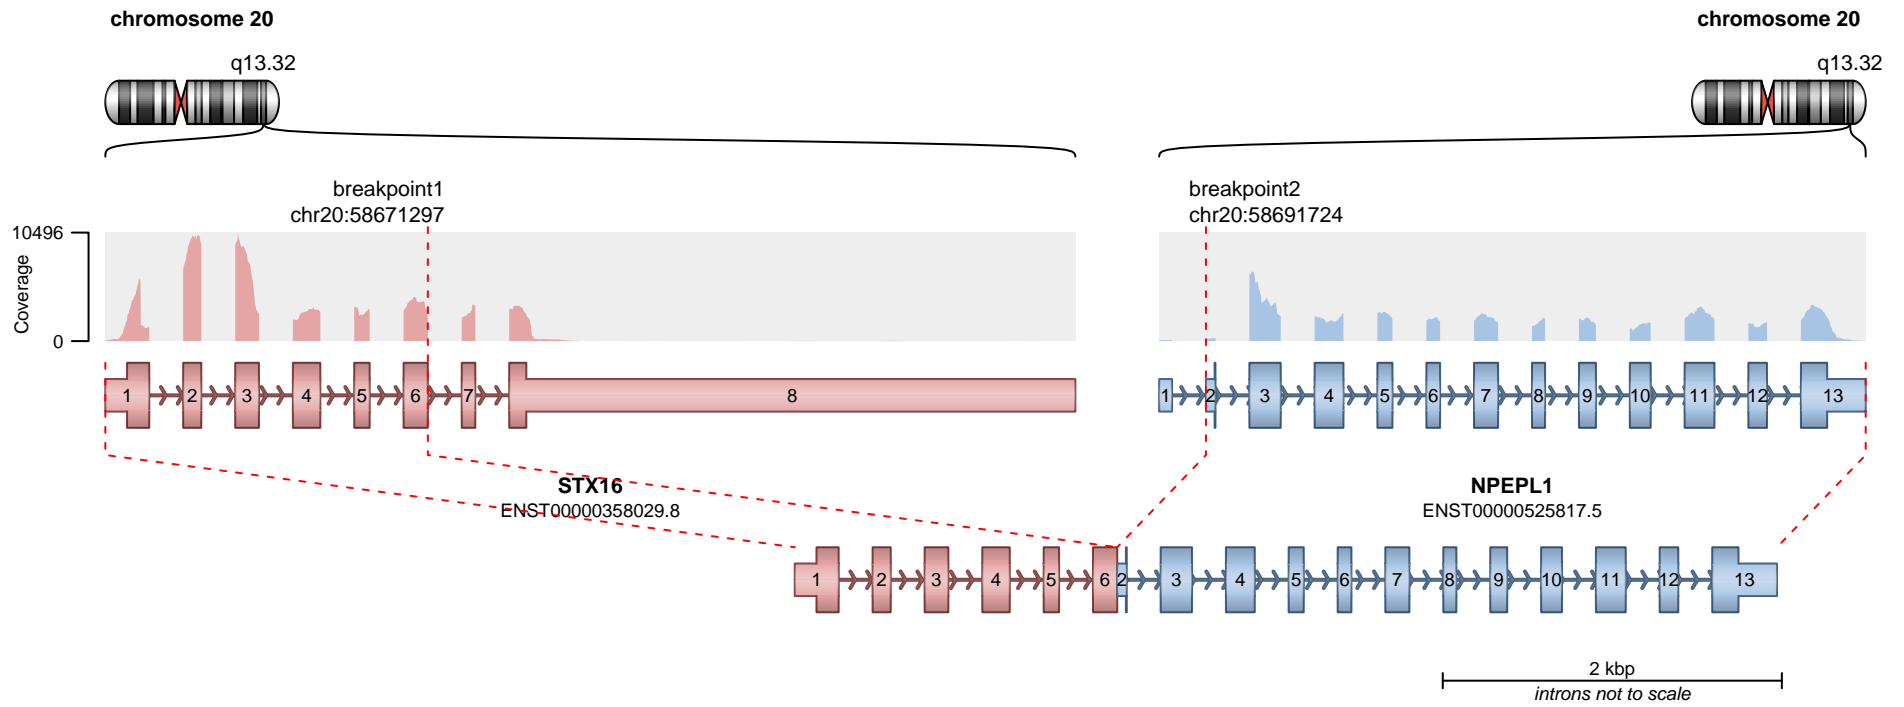 chromosome 20
chromosome 20
q13.32
q13.32
breakpoint1
chr20:58671297
breakpoint2
chr20:58691724
10496
Coverage
0
1 2 3 4 5 6 7 8
1 2 3 4 5 6 7 8 9 10 11 12 13
STX16
ENST00000358029.8
NPEPL1
ENST00000525817.5
1 2 3 4 5 6 2 3 4 5 6 7 8 9 10 11 12 13
2 kbp
introns not to scale